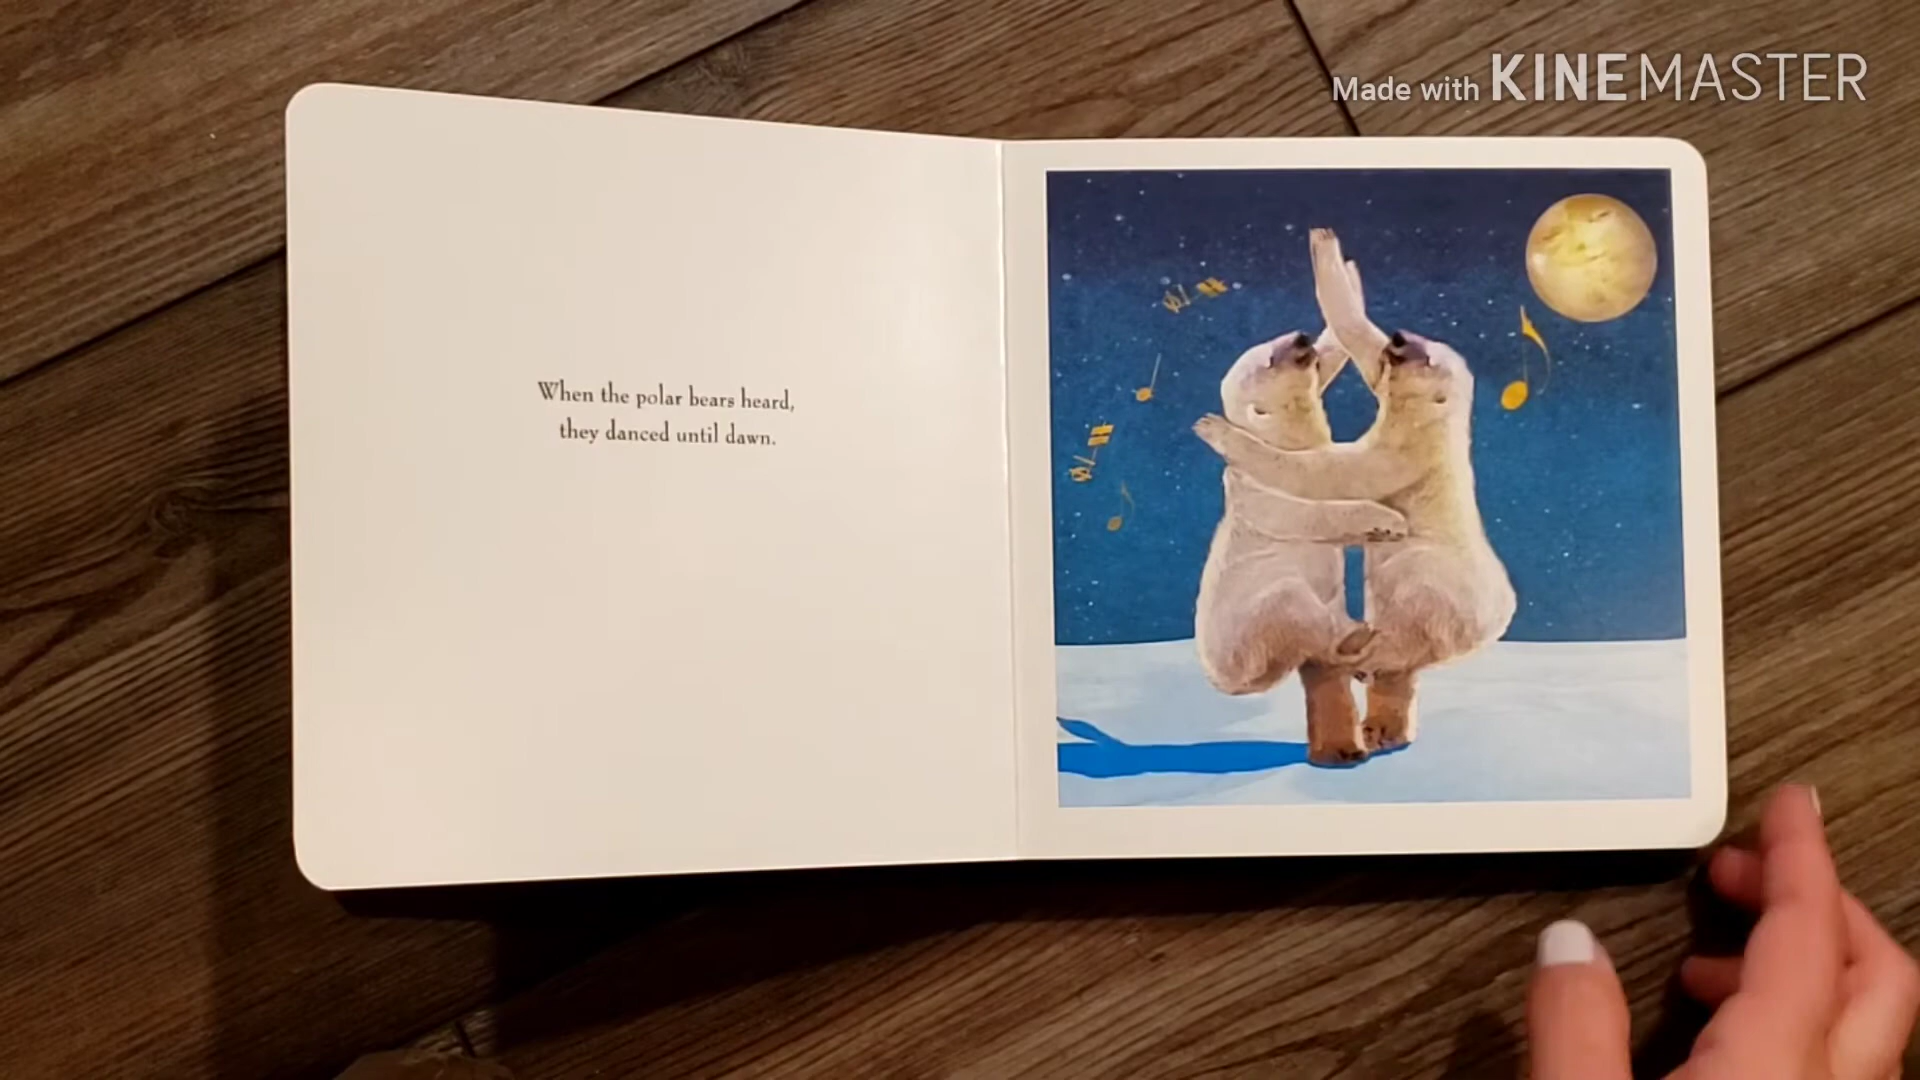 Made with KINEMASTER
When the polar bears heard,
they danced until dawn.